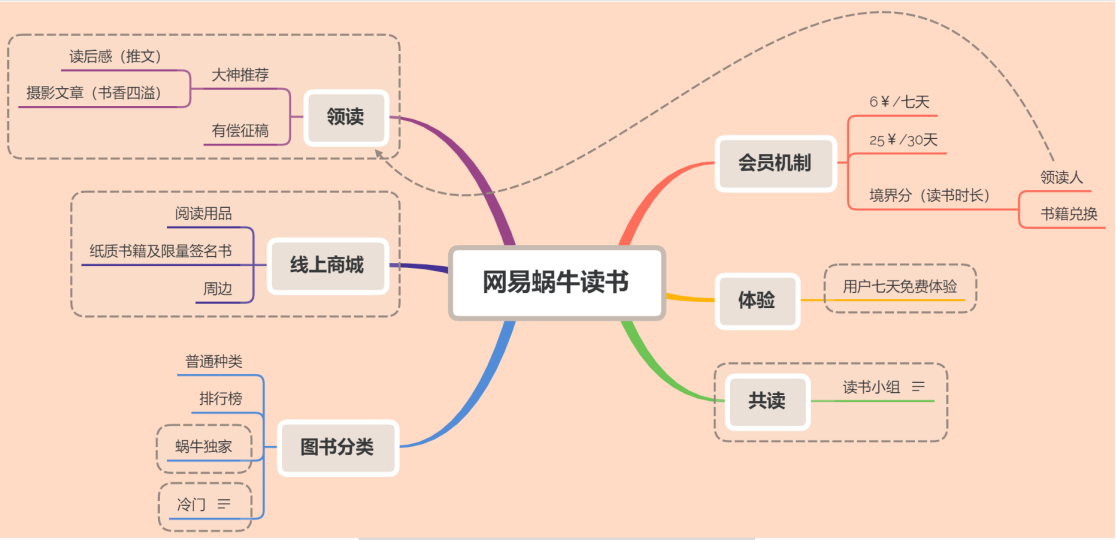 网易蜗牛读书
会员机制
6￥/七天
25￥/30天
境界分（读书时长）
领读人
书籍兑换
体验
用户七天免费体验
共读
读书小组
领读
大神推荐
读后感（推文）
摄影文章（书香四溢）
有偿征稿
线上商城
阅读用品
纸质书籍及限量签名书
周边
图书分类
普通种类
排行榜
蜗牛独家
冷门